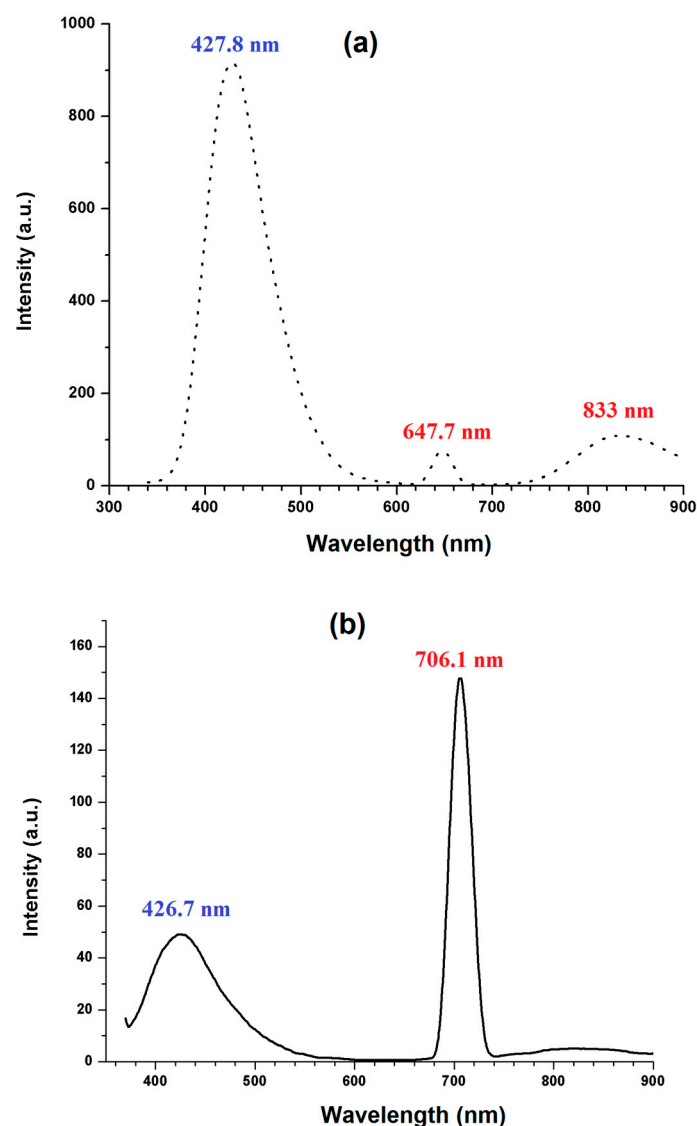 (a)
427.8 nm
1000
800
600
400
200
0
647.7 nm
833 nm
300 400 500 600 700 800 900
Intensity (a.u.)
Wavelength (nm)
(b)
706.1 nm
426.7 nm
160
140
120
100
80
60
40
20
0
400 500 600 700 800 900
Intensity (a.u.)
Wavelength (nm)